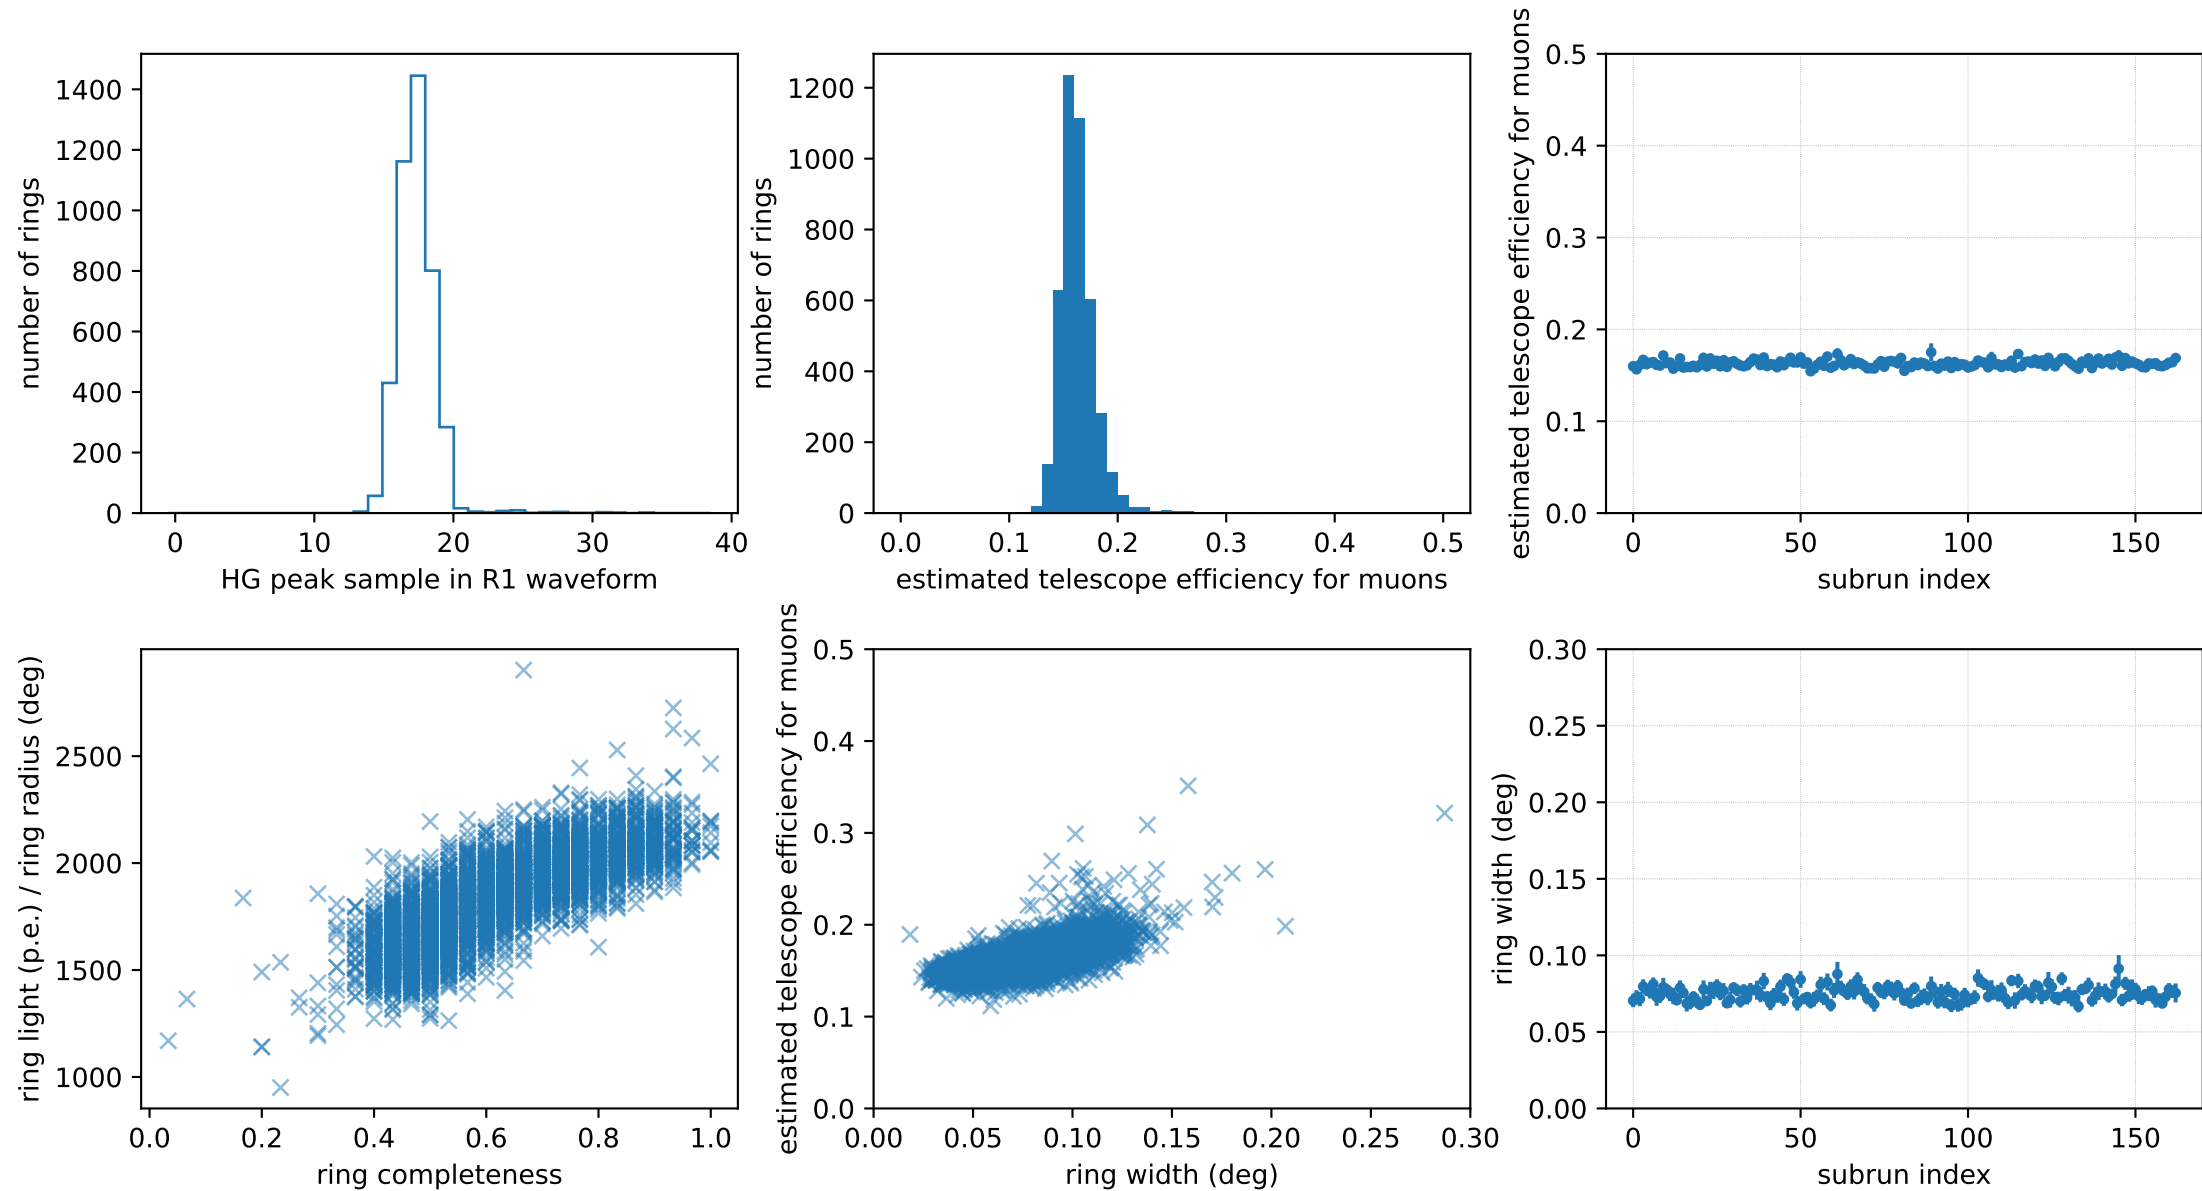 1400
1200
1000
800
600
400
200
0
number of rings
0 10 20 30 40
HG peak sample in R1 waveform
1200
1000
800
600
400
200
0
number of rings
0.0 0.1 0.2 0.3 0.4 0.5
estimated telescope efficiency for muons
0.5
0.4
0.3
0.2
0.1
0.0
estimated telescope efficiency for muons
0 50 100 150
subrun index
2500
2000
1500
1000
ring light (p.e.) / ring radius (deg)
0.0 0.2 0.4 0.6 0.8 1.0
ring completeness
0.5
0.4
0.3
0.2
0.1
0.0
estimated telescope efficiency for muons
0.00 0.05 0.10 0.15 0.20 0.25 0.30
ring width (deg)
0.30
0.25
0.20
0.15
0.10
0.05
0.00
ring width (deg)
0 50 100 150
subrun index